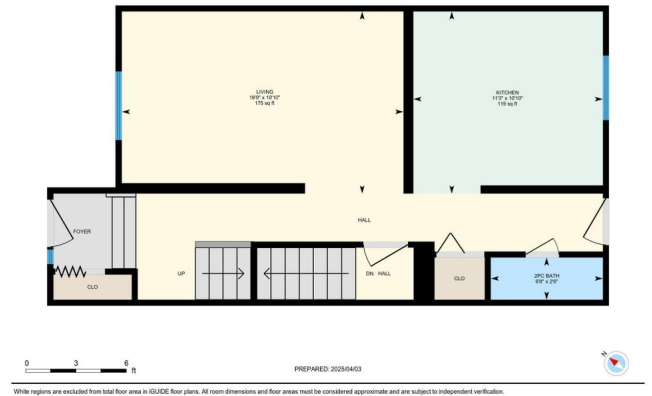 LIVING
16'9" x 10'10"
175 sq ft
KITCHEN
11'3" x 10'10"
119 sq ft
HALL
FOYER
UP
DN HALL
CLO
CLO
2PC BATH
6'8" x 2'6"
0 3 6
ft
PREPARED: 2025/04/03
N
White regions are excluded from total floor area in iGUIDE floor plans. All room dimensions and floor areas must be considered approximate and are subject to independent verification.